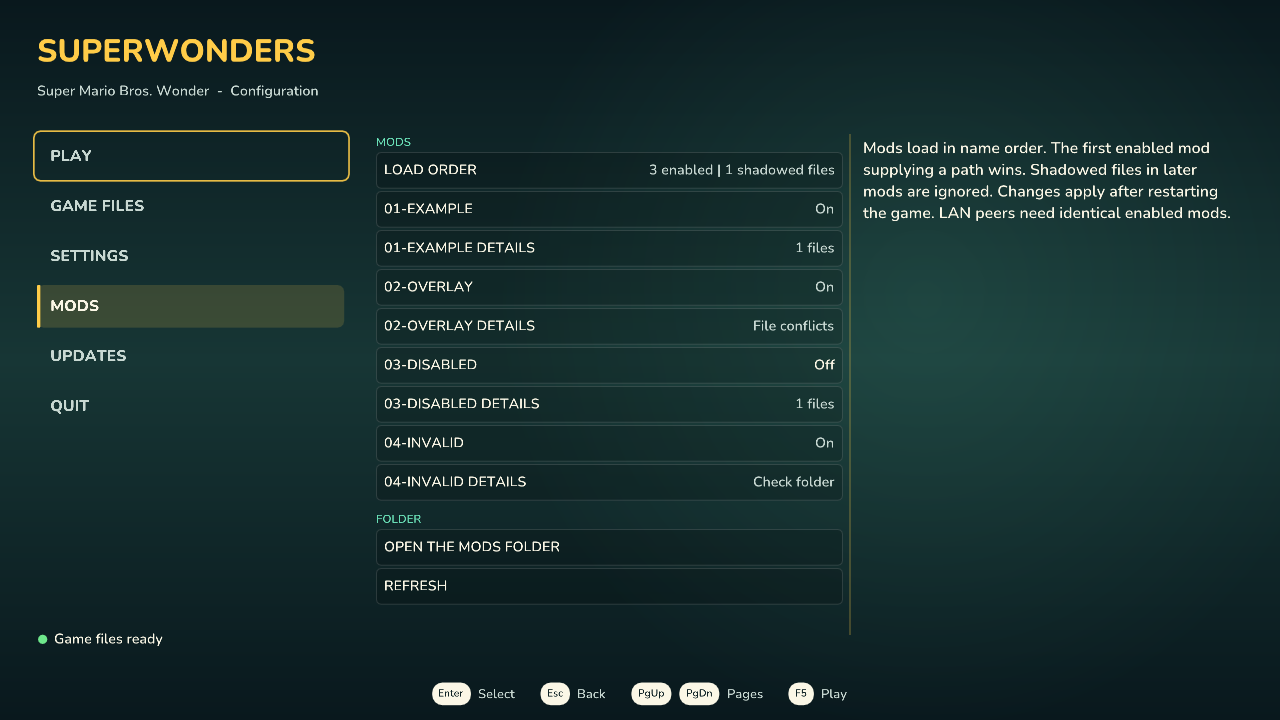 SUPERWONDERS
Super Mario Bros. Wonder - Configuration
PLAY
GAME FILES
SETTINGS
MODS
UPDATES
QUIT
Game files ready
MODS
LOAD ORDER 3 enabled | 1 shadowed files
01-EXAMPLE On
01-EXAMPLE DETAILS 1 files
02-OVERLAY On
02-OVERLAY DETAILS File conflicts
03-DISABLED Off
03-DISABLED DETAILS 1 files
04-INVALID On
04-INVALID DETAILS Check folder
FOLDER
OPEN THE MODS FOLDER
REFRESH
Mods load in name order. The first enabled mod
supplying a path wins. Shadowed files in later
mods are ignored. Changes apply after restarting
the game. LAN peers need identical enabled mods.
Enter Select Esc Back PgUp PgDn Pages F5 Play